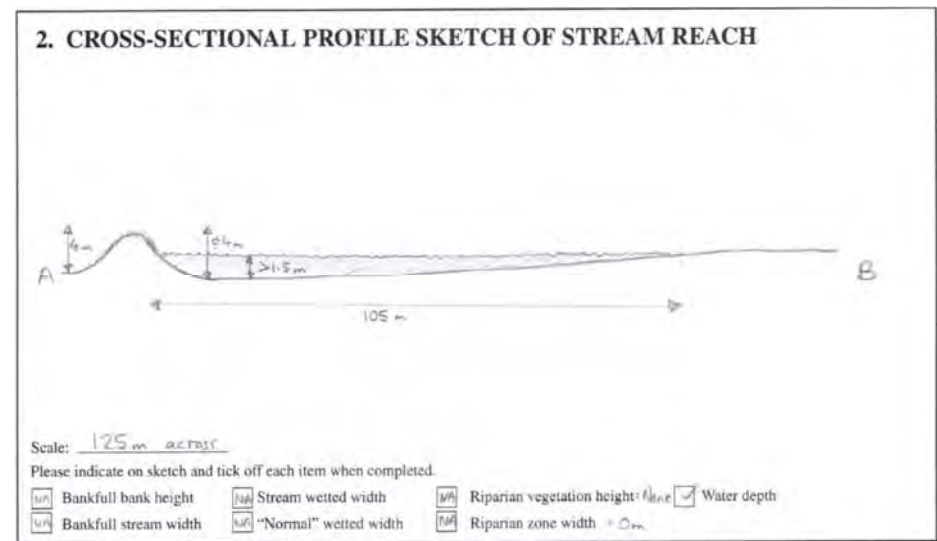 2. CROSS-SECTIONAL PROFILE SKETCH OF STREAM REACH
4m
±4m
>1.5m
A
B
105 m
Scale: 125m across
Please indicate on sketch and tick off each item when completed.
NA Bankfull bank height NA Stream wetted width NA Riparian vegetation height = None ✓ Water depth
NA Bankfull stream width NA "Normal" wetted width NA Riparian zone width = 0m